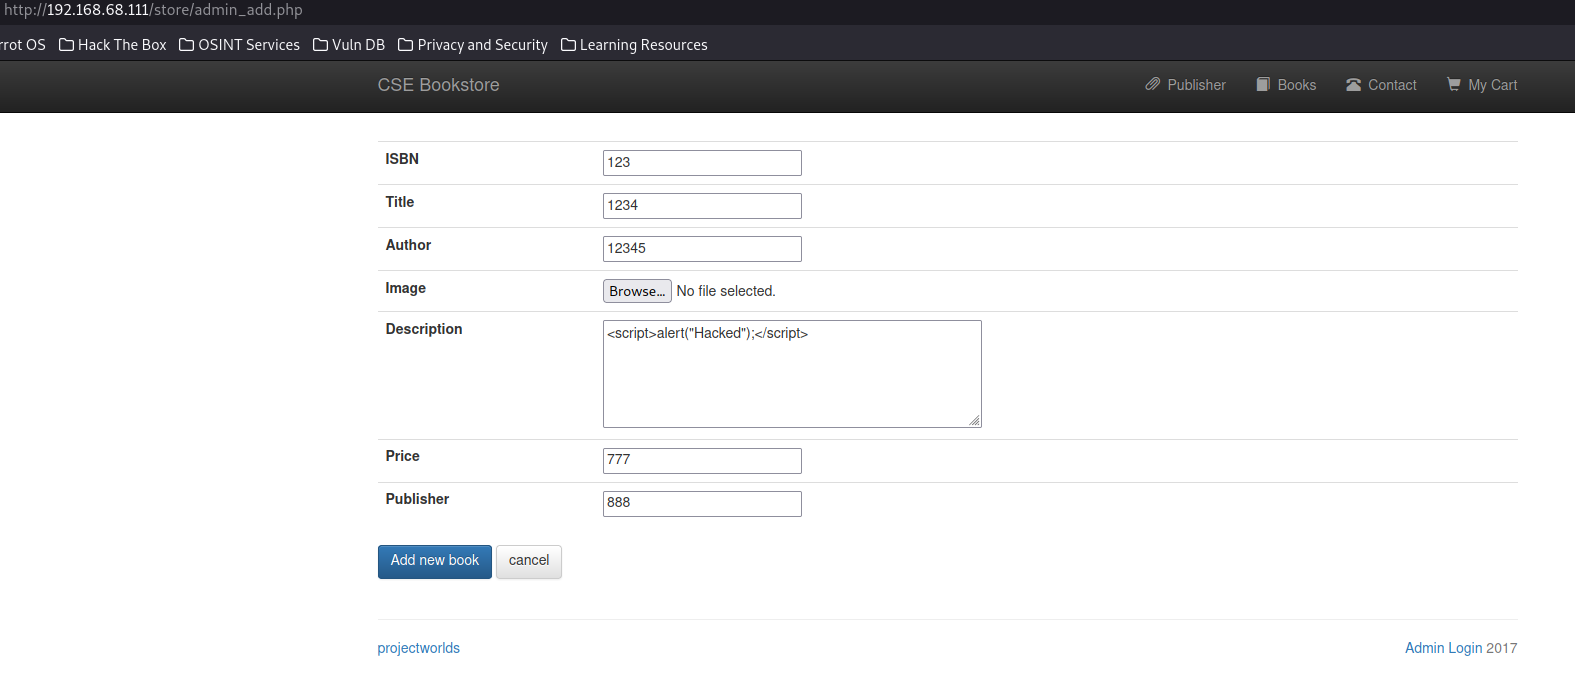 http://192.168.68.111/store/admin_add.php
rrot OS Hack The Box OSINT Services Vuln DB Privacy and Security Learning Resources
CSE Bookstore Publisher Books Contact My Cart
ISBN 123
Title 1234
Author 12345
Image Browse... No file selected.
Description <script>alert("Hacked");</script>
Price 777
Publisher 888
Add new book cancel
projectworlds Admin Login 2017